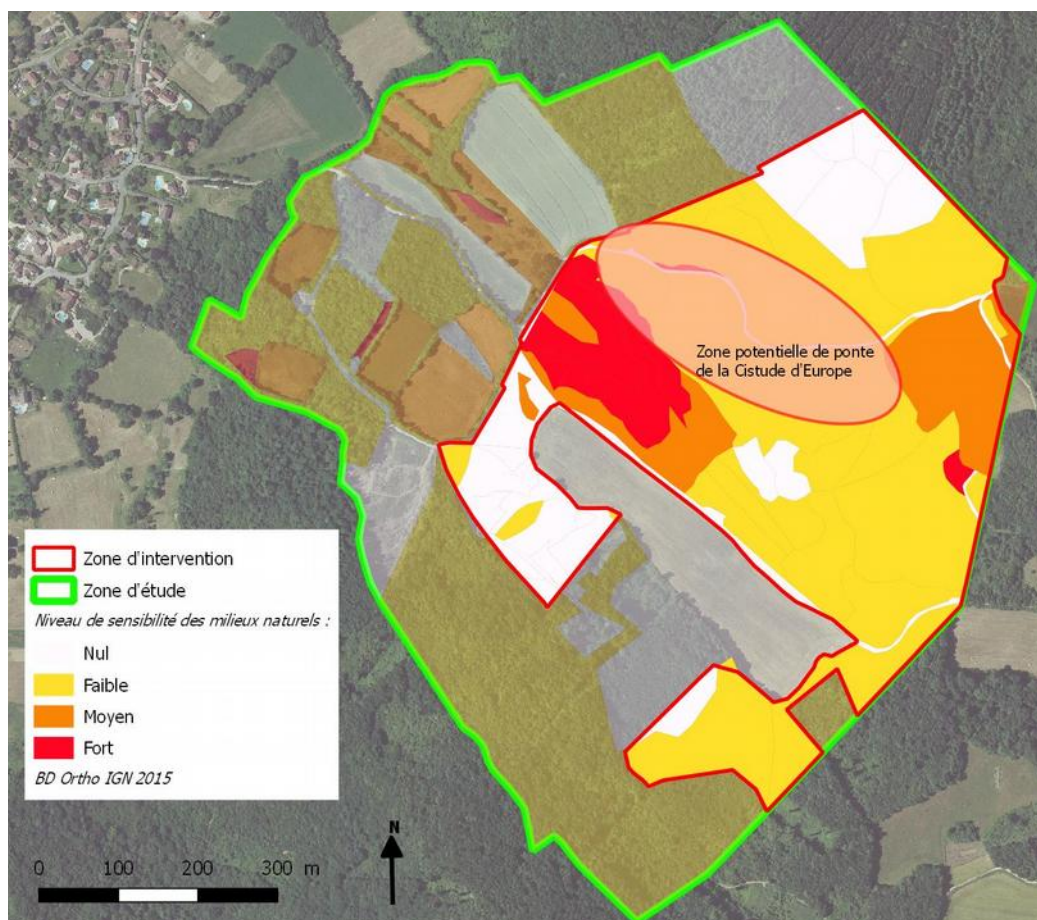 Zone potentielle de ponte
de la Cistude d'Europe
Zone d'intervention
Zone d'étude
Niveau de sensibilité des milieux naturels :
Nul
Faible
Moyen
Fort
BD Ortho IGN 2015
N
0 100 200 300 m